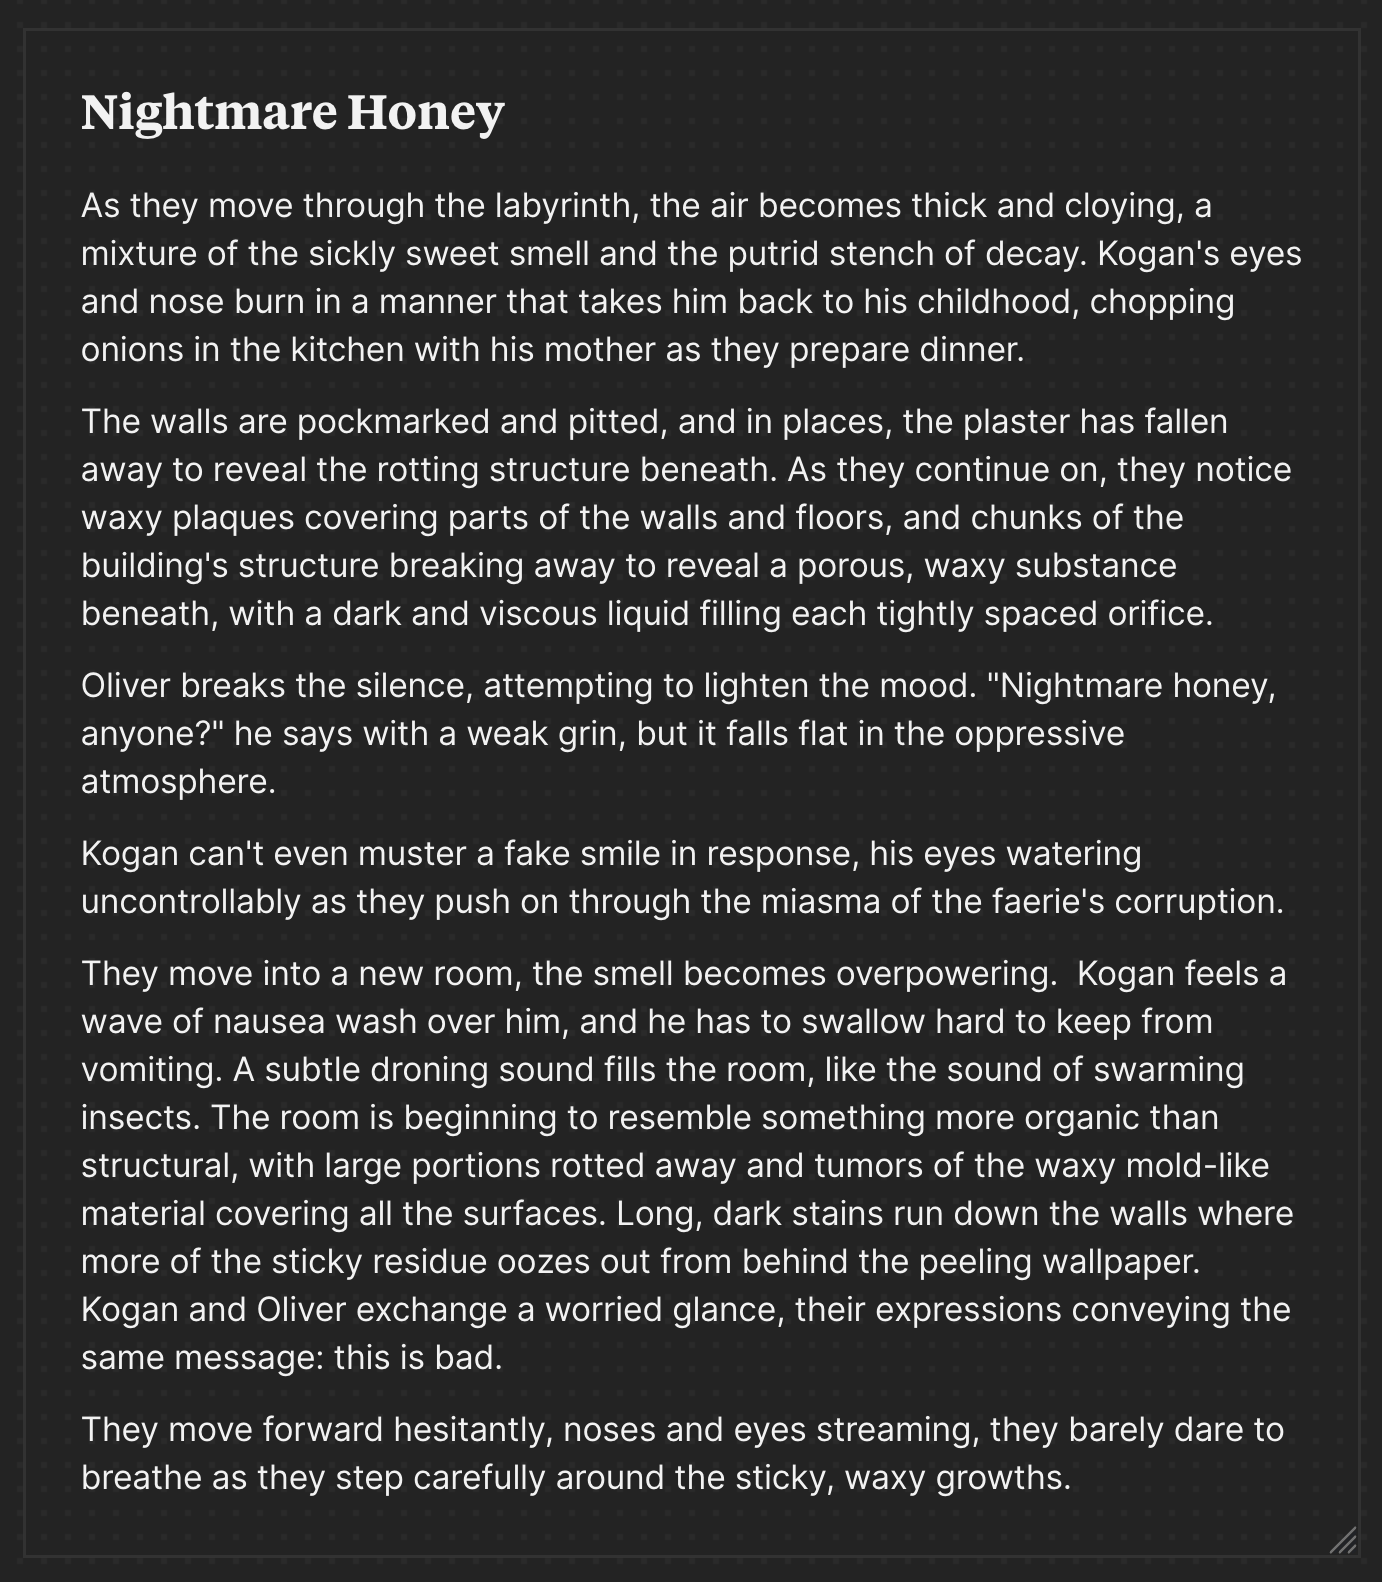 Nightmare Honey
As they move through the labyrinth, the air becomes thick and cloying, a
mixture of the sickly sweet smell and the putrid stench of decay. Kogan's eyes
and nose burn in a manner that takes him back to his childhood, chopping
onions in the kitchen with his mother as they prepare dinner.
The walls are pockmarked and pitted, and in places, the plaster has fallen
away to reveal the rotting structure beneath. As they continue on, they notice
waxy plaques covering parts of the walls and floors, and chunks of the
building's structure breaking away to reveal a porous, waxy substance
beneath, with a dark and viscous liquid filling each tightly spaced orifice.
Oliver breaks the silence, attempting to lighten the mood. "Nightmare honey,
anyone?" he says with a weak grin, but it falls flat in the oppressive
atmosphere.
Kogan can't even muster a fake smile in response, his eyes watering
uncontrollably as they push on through the miasma of the faerie's corruption.
They move into a new room, the smell becomes overpowering.  Kogan feels a
wave of nausea wash over him, and he has to swallow hard to keep from
vomiting. A subtle droning sound fills the room, like the sound of swarming
insects. The room is beginning to resemble something more organic than
structural, with large portions rotted away and tumors of the waxy mold-like
material covering all the surfaces. Long, dark stains run down the walls where
more of the sticky residue oozes out from behind the peeling wallpaper.
Kogan and Oliver exchange a worried glance, their expressions conveying the
same message: this is bad.
They move forward hesitantly, noses and eyes streaming, they barely dare to
breathe as they step carefully around the sticky, waxy growths.